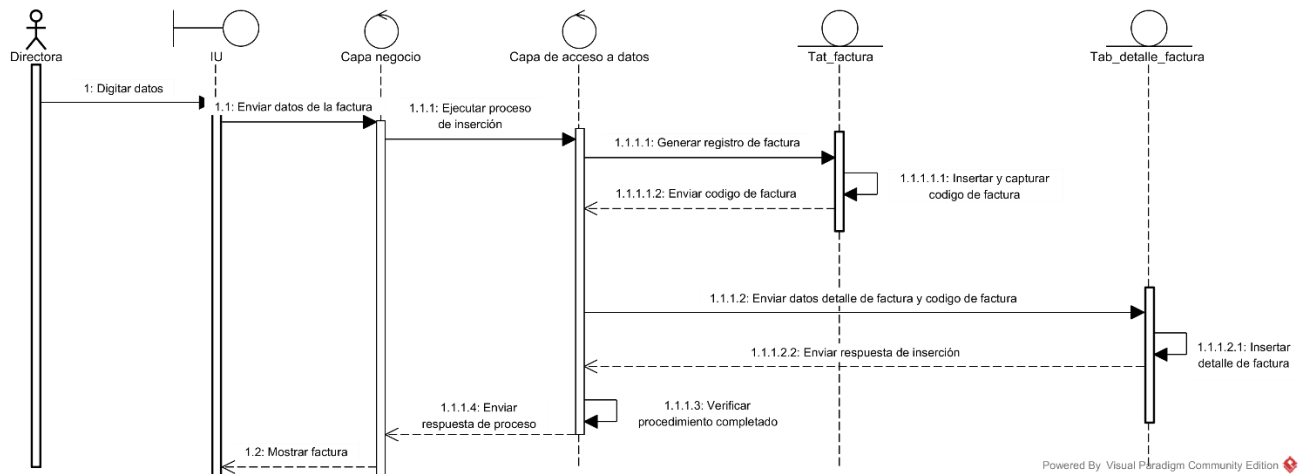 Directora
IU
Capa negocio
Capa de acceso a datos
Tat_factura
Tab_detalle_factura
1: Digitar datos
1.1: Enviar datos de la factura
1.1.1: Ejecutar proceso
de inserción
1.1.1.1: Generar registro de factura
1.1.1.1.1: Insertar y capturar
codigo de factura
1.1.1.1.2: Enviar codigo de factura
1.1.1.2: Enviar datos detalle de factura y codigo de factura
1.1.1.2.1: Insertar
detalle de factura
1.1.1.2.2: Enviar respuesta de inserción
1.1.1.3: Verificar
procedimiento completado
1.1.1.4: Enviar
respuesta de proceso
1.2: Mostrar factura
Powered By Visual Paradigm Community Edition